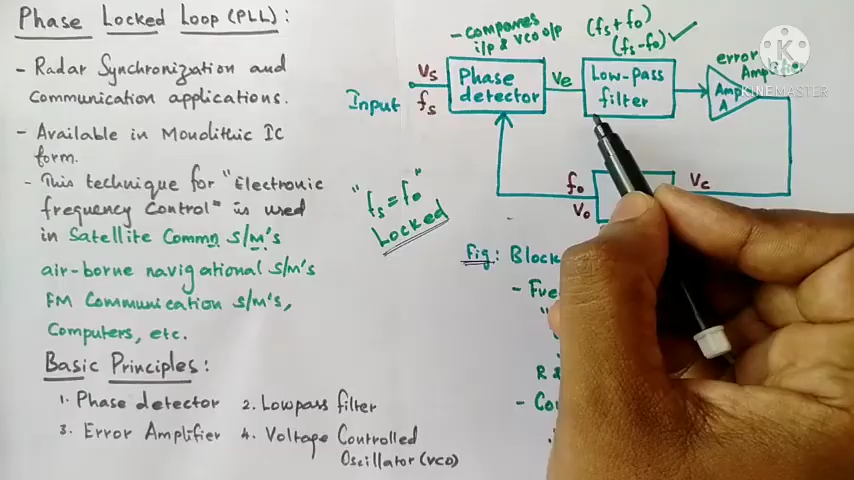 Phase Locked Loop (PLL) :
- Radar Synchronization and
communication applications.
- Available in Monolithic IC
form.
- This technique for "Electronic
frequency Control" is used
in Satellite Commn S/M's
air-borne navigational S/M's
FM Communication S/M's,
Computers, etc.
Basic Principles :
1. Phase detector 2. Lowpass filter
3. Error Amplifier 4. Voltage Controlled
Oscillator (VCO)
- Compares
i/p & VCO o/p
(fs + fo)
(fs - fo) ✓
error
Input
Vs
fs
Phase
detector
Ve
Low-pass
filter
Amp
A
KINEMASTER
"fs = fo"
Locked
fo
Vo
Vc
Fig : Block